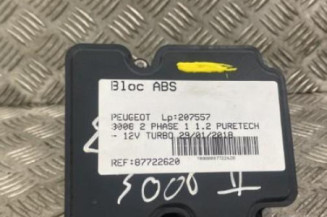 Bloc ABS
PEUGEOT Lp:207557
3008 2 PHASE 1 1.2 PURETECH
- 12V TURBO 29/01/2018
REF:87722620
3008 II